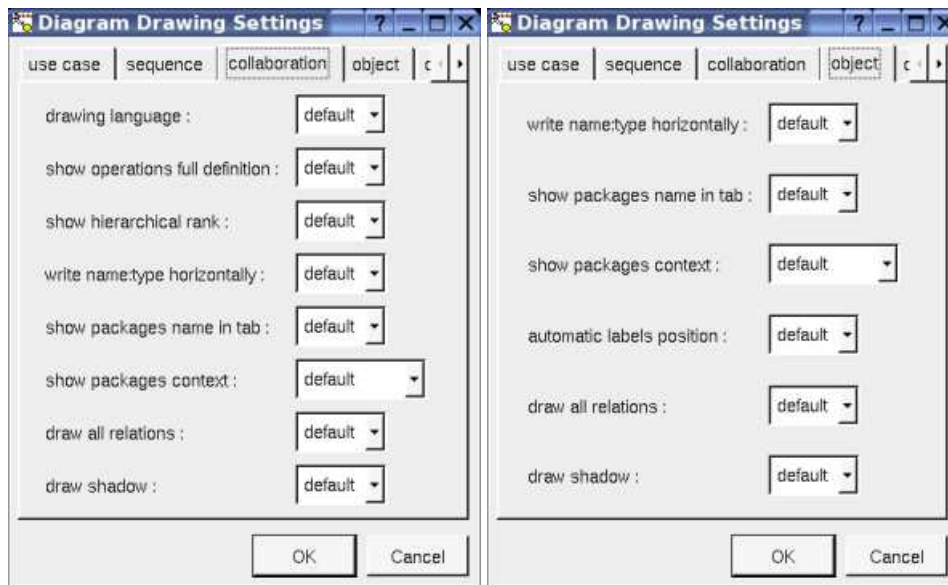 Diagram Drawing Settings
use case sequence collaboration object
drawing language : default
show operations full definition : default
show hierarchical rank : default
write name:type horizontally : default
show packages name in tab : default
show packages context : default
draw all relations : default
draw shadow : default
OK Cancel
Diagram Drawing Settings
use case sequence collaboration object
write name:type horizontally : default
show packages name in tab : default
show packages context : default
automatic labels position : default
draw all relations : default
draw shadow : default
OK Cancel